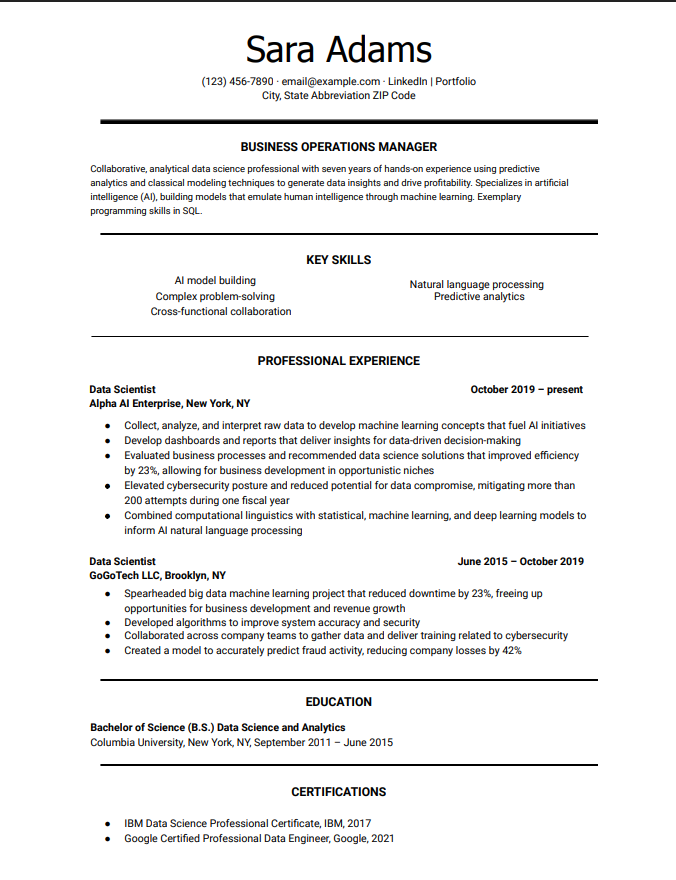 Sara Adams
(123) 456-7890 · email@example.com · LinkedIn | Portfolio
City, State Abbreviation ZIP Code
BUSINESS OPERATIONS MANAGER
Collaborative, analytical data science professional with seven years of hands-on experience using predictive
analytics and classical modeling techniques to generate data insights and drive profitability. Specializes in artificial
intelligence (AI), building models that emulate human intelligence through machine learning. Exemplary
programming skills in SQL.
KEY SKILLS
AI model building
Complex problem-solving
Cross-functional collaboration
Natural language processing
Predictive analytics
PROFESSIONAL EXPERIENCE
Data Scientist October 2019 – present
Alpha AI Enterprise, New York, NY
● Collect, analyze, and interpret raw data to develop machine learning concepts that fuel AI initiatives
● Develop dashboards and reports that deliver insights for data-driven decision-making
● Evaluated business processes and recommended data science solutions that improved efficiency
by 23%, allowing for business development in opportunistic niches
● Elevated cybersecurity posture and reduced potential for data compromise, mitigating more than
200 attempts during one fiscal year
● Combined computational linguistics with statistical, machine learning, and deep learning models to
inform AI natural language processing
Data Scientist June 2015 – October 2019
GoGoTech LLC, Brooklyn, NY
● Spearheaded big data machine learning project that reduced downtime by 23%, freeing up
opportunities for business development and revenue growth
● Developed algorithms to improve system accuracy and security
● Collaborated across company teams to gather data and deliver training related to cybersecurity
● Created a model to accurately predict fraud activity, reducing company losses by 42%
EDUCATION
Bachelor of Science (B.S.) Data Science and Analytics
Columbia University, New York, NY, September 2011 – June 2015
CERTIFICATIONS
● IBM Data Science Professional Certificate, IBM, 2017
● Google Certified Professional Data Engineer, Google, 2021